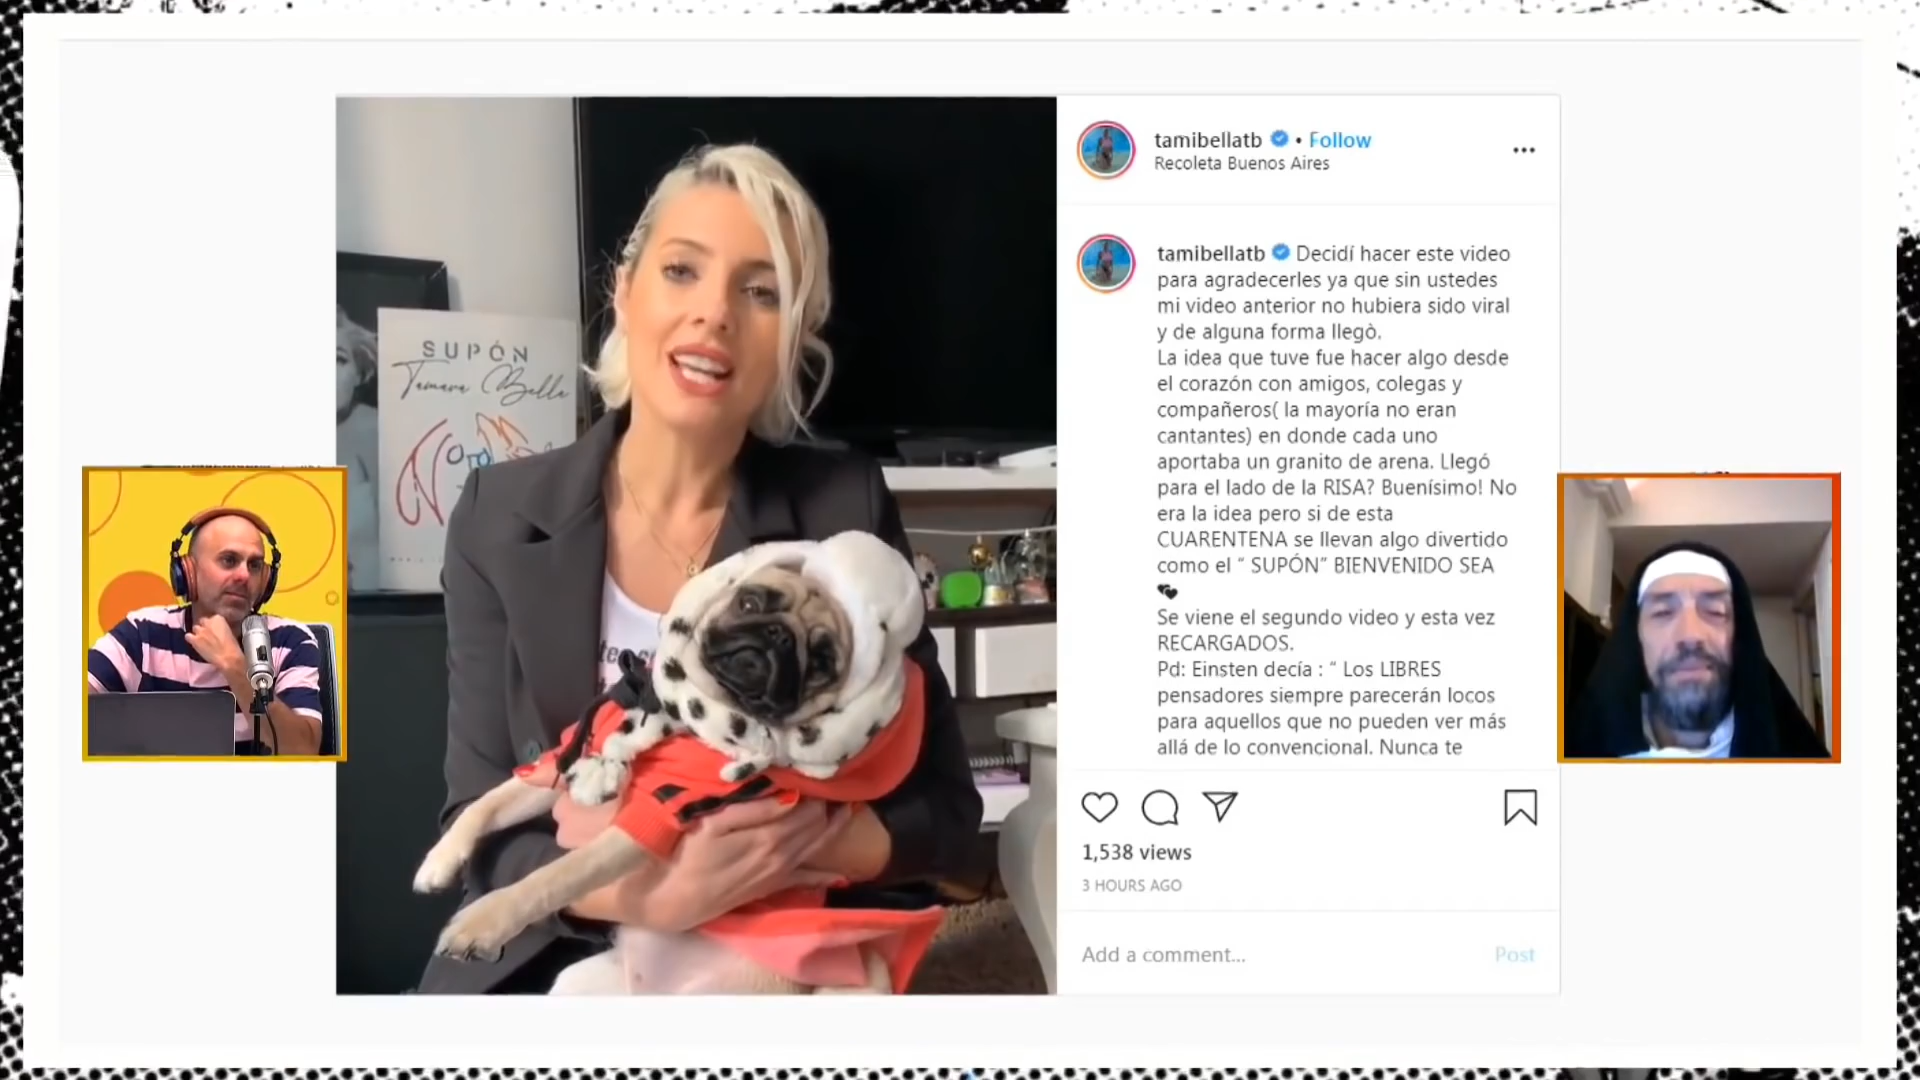 SUPÓN
Tamara Bella
tamibellatb • Follow
Recoleta Buenos Aires
tamibellatb Decidí hacer este video
para agradecerles ya que sin ustedes
mi video anterior no hubiera sido viral
y de alguna forma llegò.
La idea que tuve fue hacer algo desde
el corazón con amigos, colegas y
compañeros( la mayoría no eran
cantantes) en donde cada uno
aportaba un granito de arena. Llegó
para el lado de la RISA? Buenísimo! No
era la idea pero si de esta
CUARENTENA se llevan algo divertido
como el “ SUPÓN” BIENVENIDO SEA
Se viene el segundo video y esta vez
RECARGADOS.
Pd: Einsten decía : “ Los LIBRES
pensadores siempre parecerán locos
para aquellos que no pueden ver más
allá de lo convencional. Nunca te
1,538 views
3 HOURS AGO
Add a comment... Post